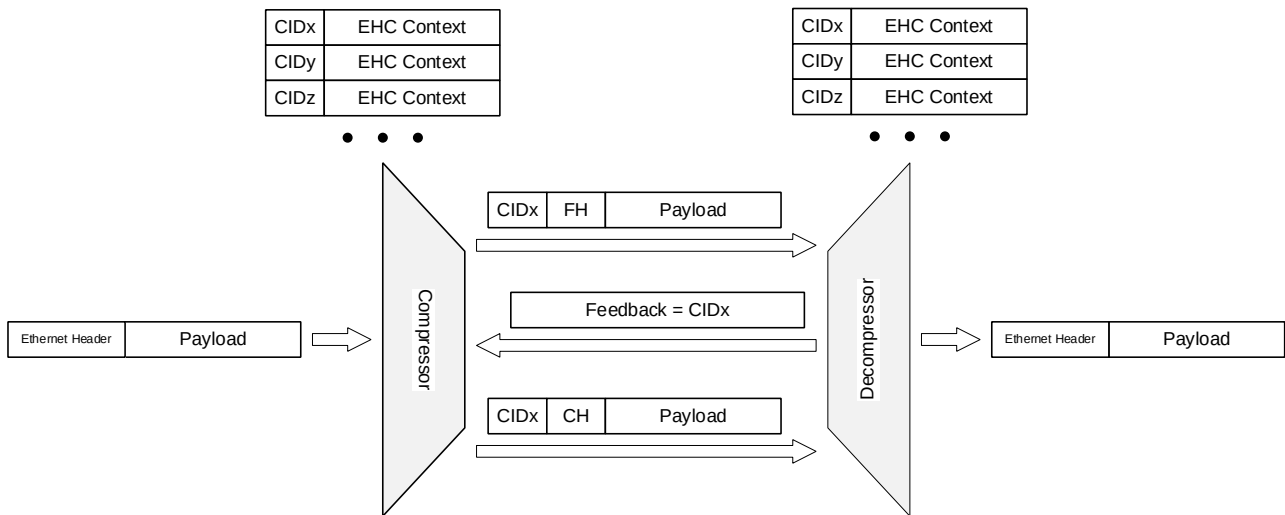 CIDx EHC Context
CIDy EHC Context
CIDz EHC Context
CIDx EHC Context
CIDy EHC Context
CIDz EHC Context
CIDx FH Payload
Feedback = CIDx
CIDx CH Payload
Ethernet Header Payload
Compressor
Decompressor
Ethernet Header Payload